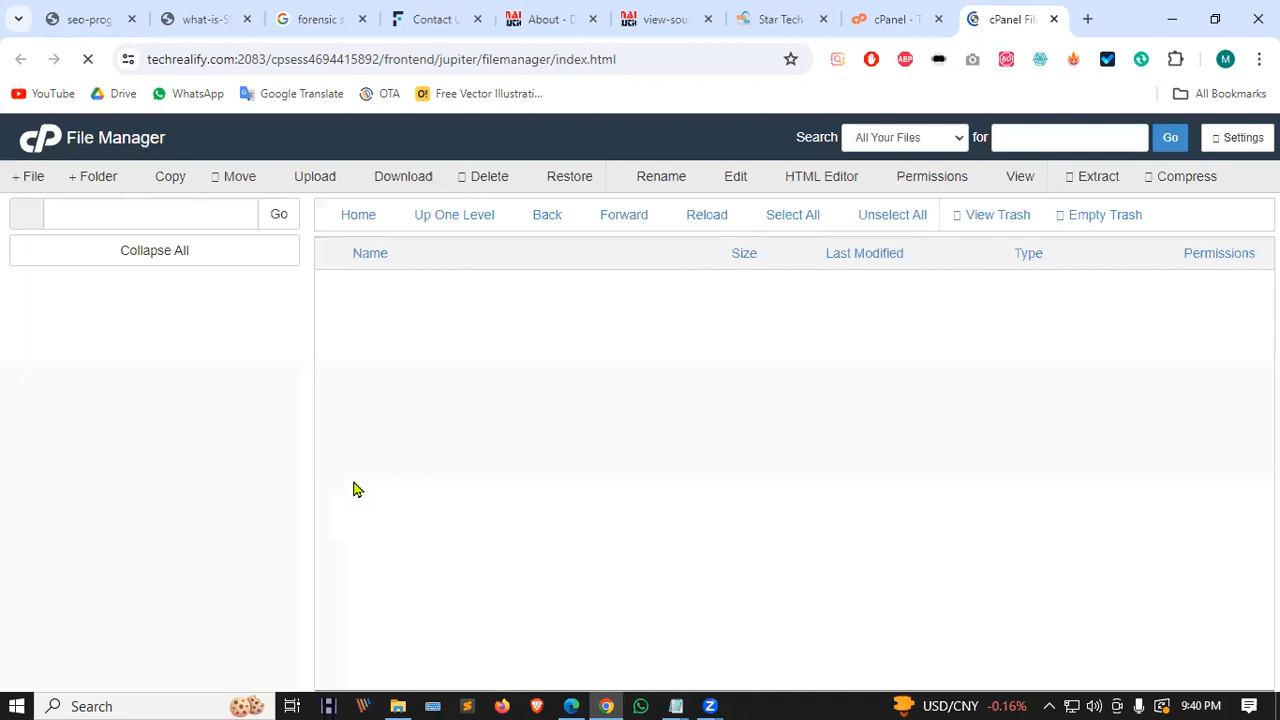 seo-prog
what-is-S
forensic s
Contact U
About - D
view-sou
Star Tech
cPanel - T
cPanel File
techrealify.com:2083/cpsess4694415892/frontend/jupiter/filemanager/index.html
YouTube
Drive
WhatsApp
Google Translate
OTA
Free Vector Illustrati...
All Bookmarks
cP File Manager
Search
All Your Files
for
Go
Settings
+ File
+ Folder
Copy
Move
Upload
Download
Delete
Restore
Rename
Edit
HTML Editor
Permissions
View
Extract
Compress
Go
Home
Up One Level
Back
Forward
Reload
Select All
Unselect All
View Trash
Empty Trash
Collapse All
Name
Size
Last Modified
Type
Permissions
Search
USD/CNY -0.16%
9:40 PM